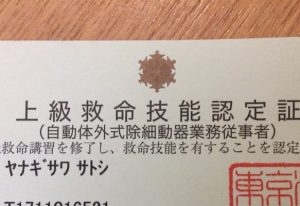 上級救命技能認定証
(自動体外式除細動器業務従事者)
救命講習を修了し、救命技能を有することを認定
ヤナギサワ サトシ
東京